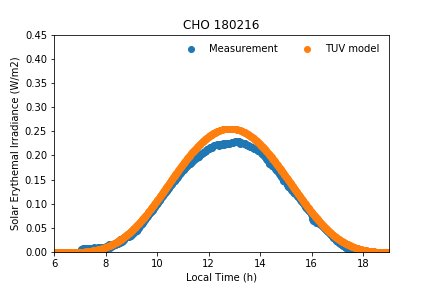 CHO 180216
Measurement TUV model
Solar Erythemal Irradiance (W/m2)
0.45
0.40
0.35
0.30
0.25
0.20
0.15
0.10
0.05
0.00
6 8 10 12 14 16 18
Local Time (h)